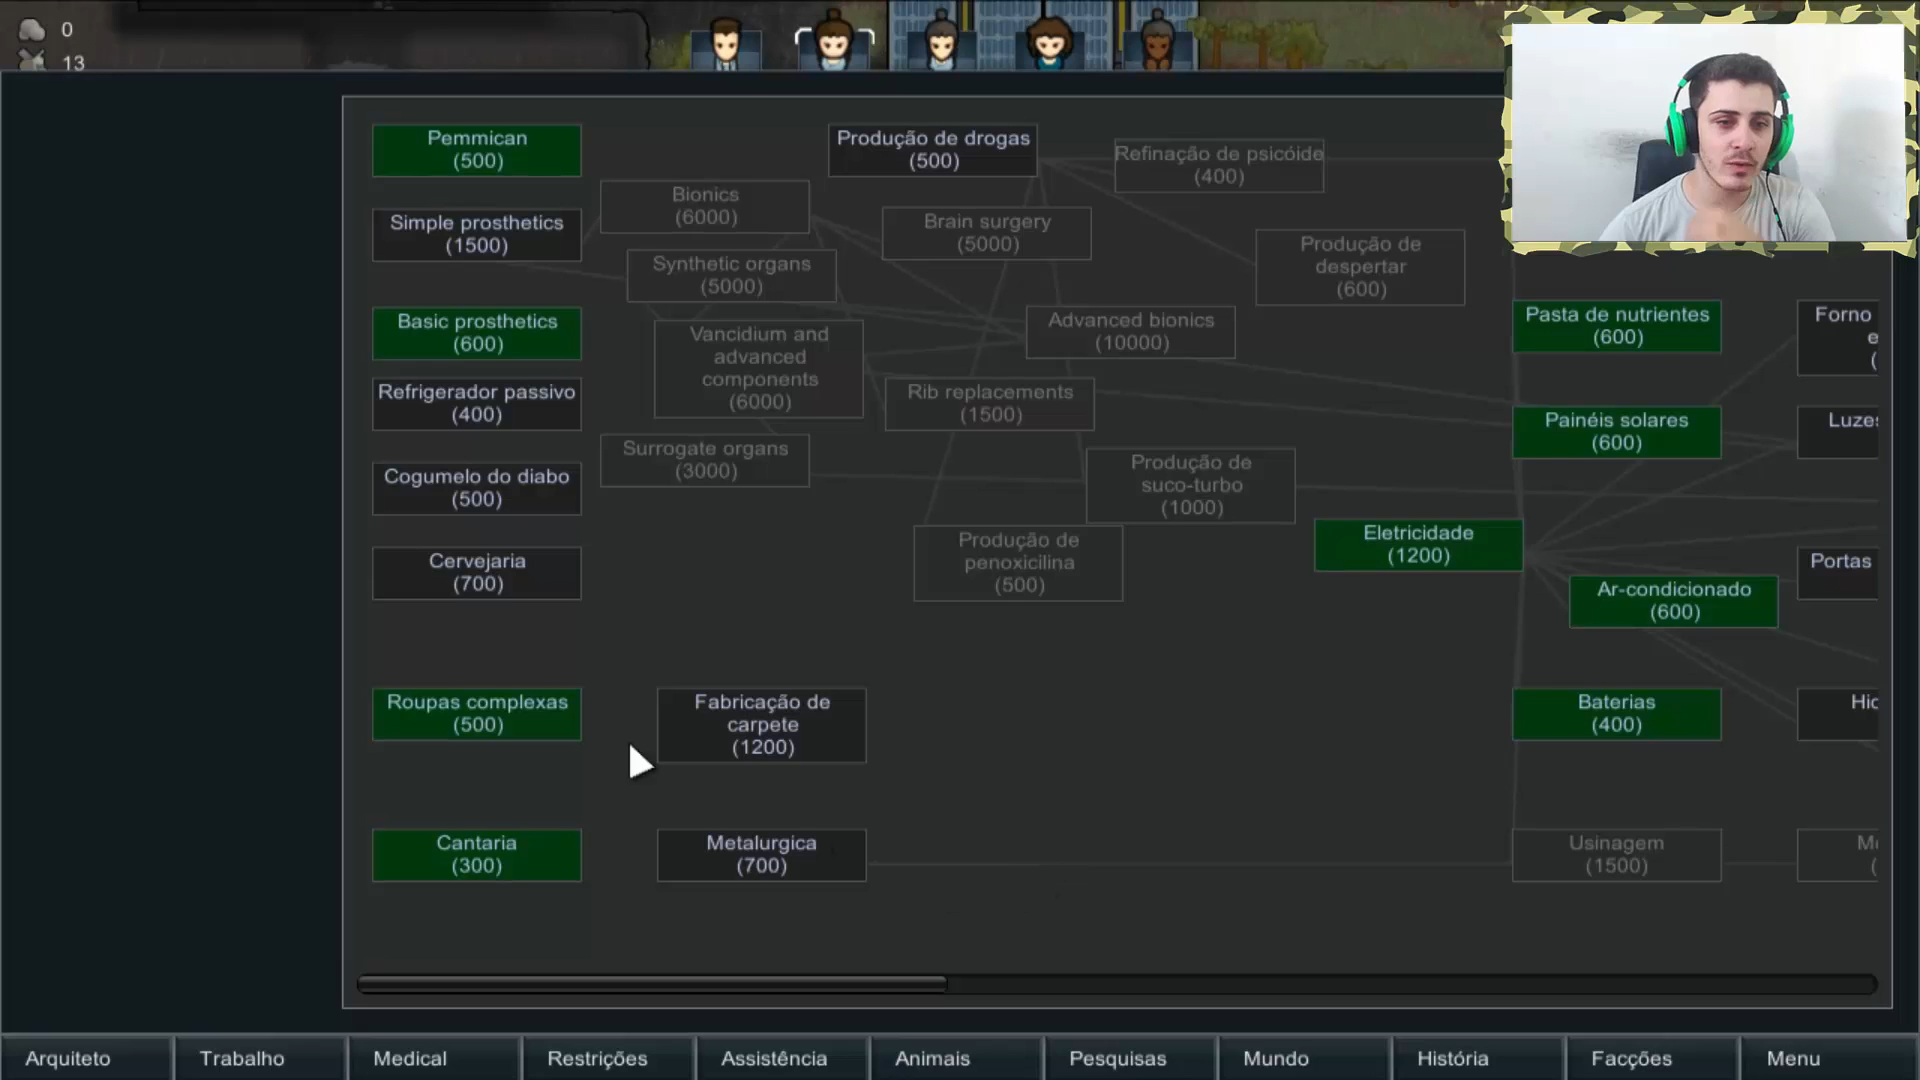 0
13
Pemmican
(500)
Produção de drogas
(500)
Refinação de psicóide
(400)
Simple prosthetics
(1500)
Bionics
(6000)
Brain surgery
(5000)
Produção de
despertar
(600)
Synthetic organs
(5000)
Basic prosthetics
(600)
Vancidium and
advanced
components
(6000)
Advanced bionics
(10000)
Pasta de nutrientes
(600)
Forno
e
(
Refrigerador passivo
(400)
Rib replacements
(1500)
Painéis solares
(600)
Luze
Cogumelo do diabo
(500)
Surrogate organs
(3000)
Produção de
suco-turbo
(1000)
Cervejaria
(700)
Produção de
penoxicilina
(500)
Eletricidade
(1200)
Portas
Ar-condicionado
(600)
Roupas complexas
(500)
Fabricação de
carpete
(1200)
Baterias
(400)
Hic
Cantaria
(300)
Metalurgica
(700)
Usinagem
(1500)
M
(
Arquiteto
Trabalho
Medical
Restrições
Assistência
Animais
Pesquisas
Mundo
História
Facções
Menu